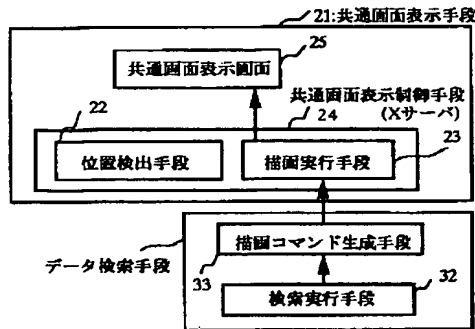 21:共通画面表示手段
25
共通画面表示画面
共通画面表示制御手段
(Xサーバ)
22
24
23
位置検出手段
描画実行手段
描画コマンド生成手段
データ検索手段
33
32
検索実行手段